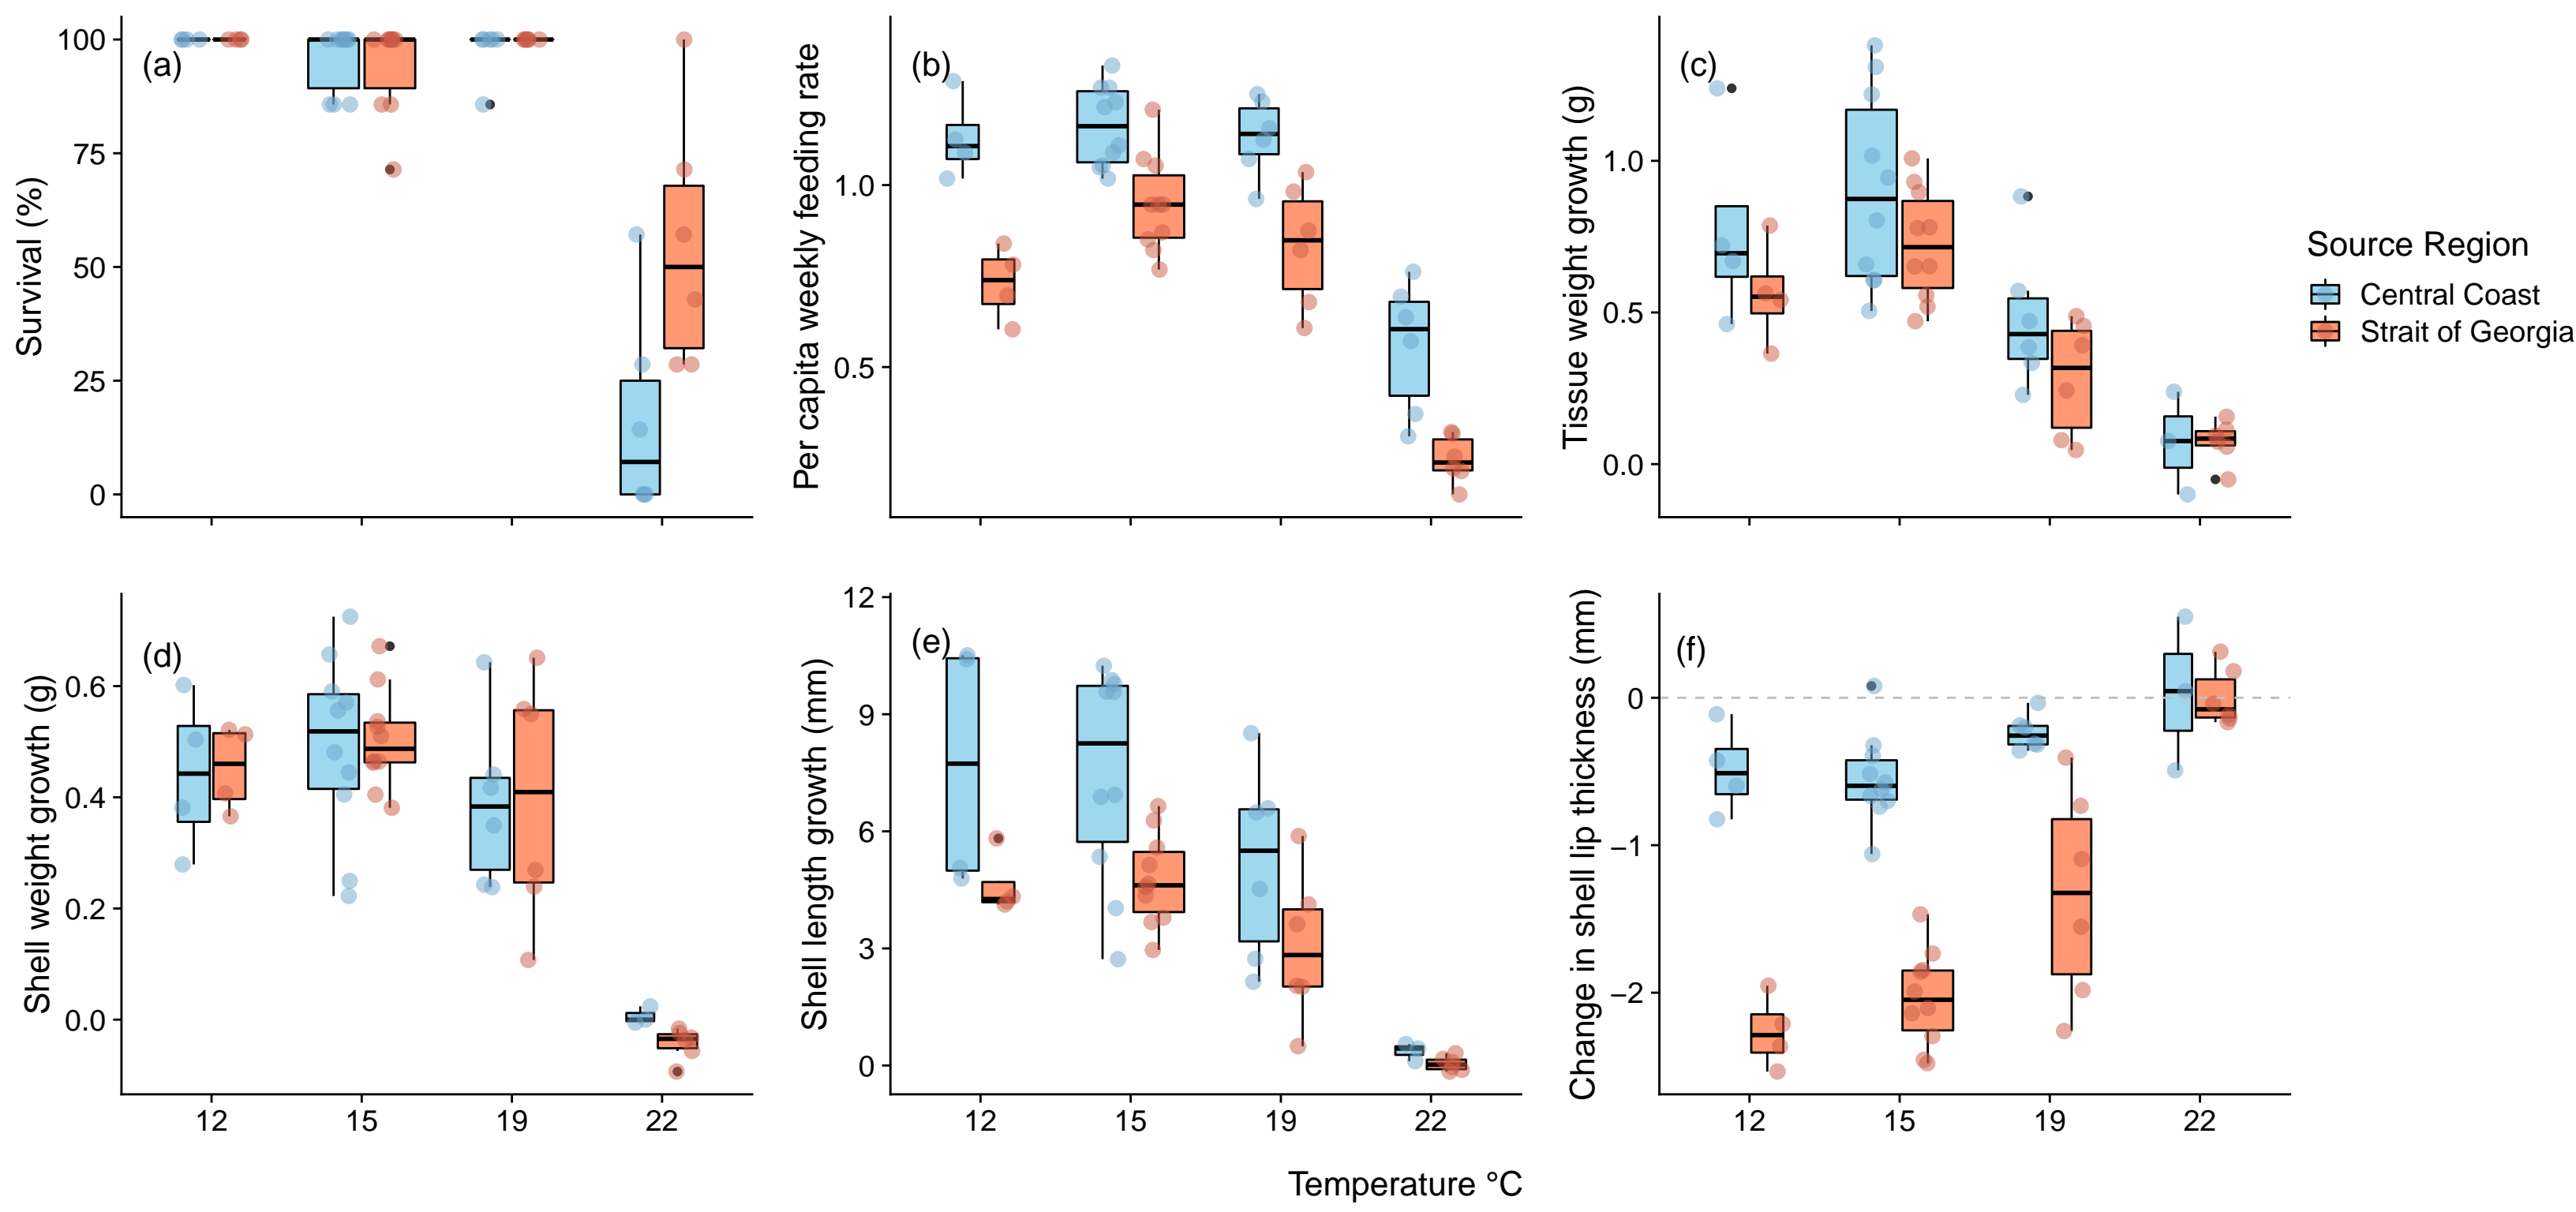 (a)
Survival (%)
100
75
50
25
0
(b)
Per capita weekly feeding rate
1.0
0.5
(c)
Tissue weight growth (g)
1.0
0.5
0.0
Source Region
Central Coast
Strait of Georgia
(d)
Shell weight growth (g)
0.6
0.4
0.2
0.0
12 15 19 22
(e)
Shell length growth (mm)
12
9
6
3
0
12 15 19 22
(f)
Change in shell lip thickness (mm)
0
−1
−2
12 15 19 22
Temperature °C